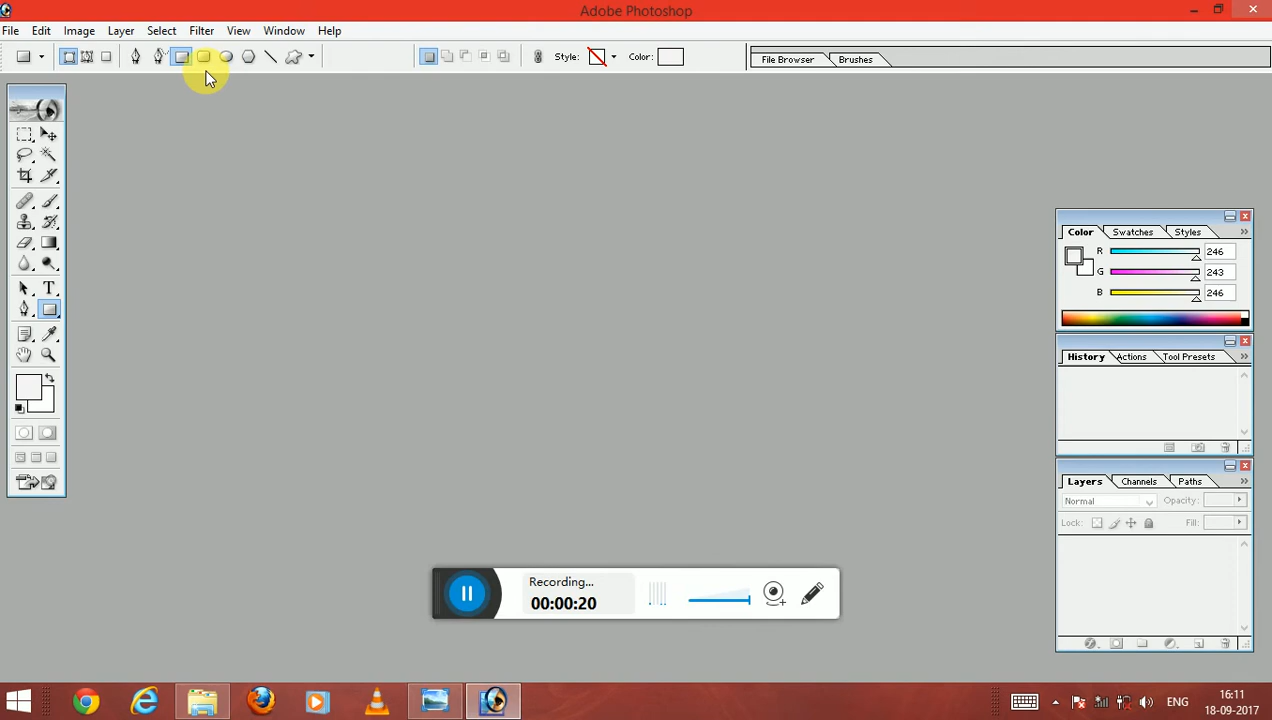 Adobe Photoshop
File Edit Image Layer Select Filter View Window Help
Style: Color: File Browser Brushes
Color Swatches Styles
R 246
G 243
B 246
History Actions Tool Presets
Layers Channels Paths
Normal Opacity:
Lock: Fill:
T
Recording...
00:00:20
ENG
16:11
18-09-2017